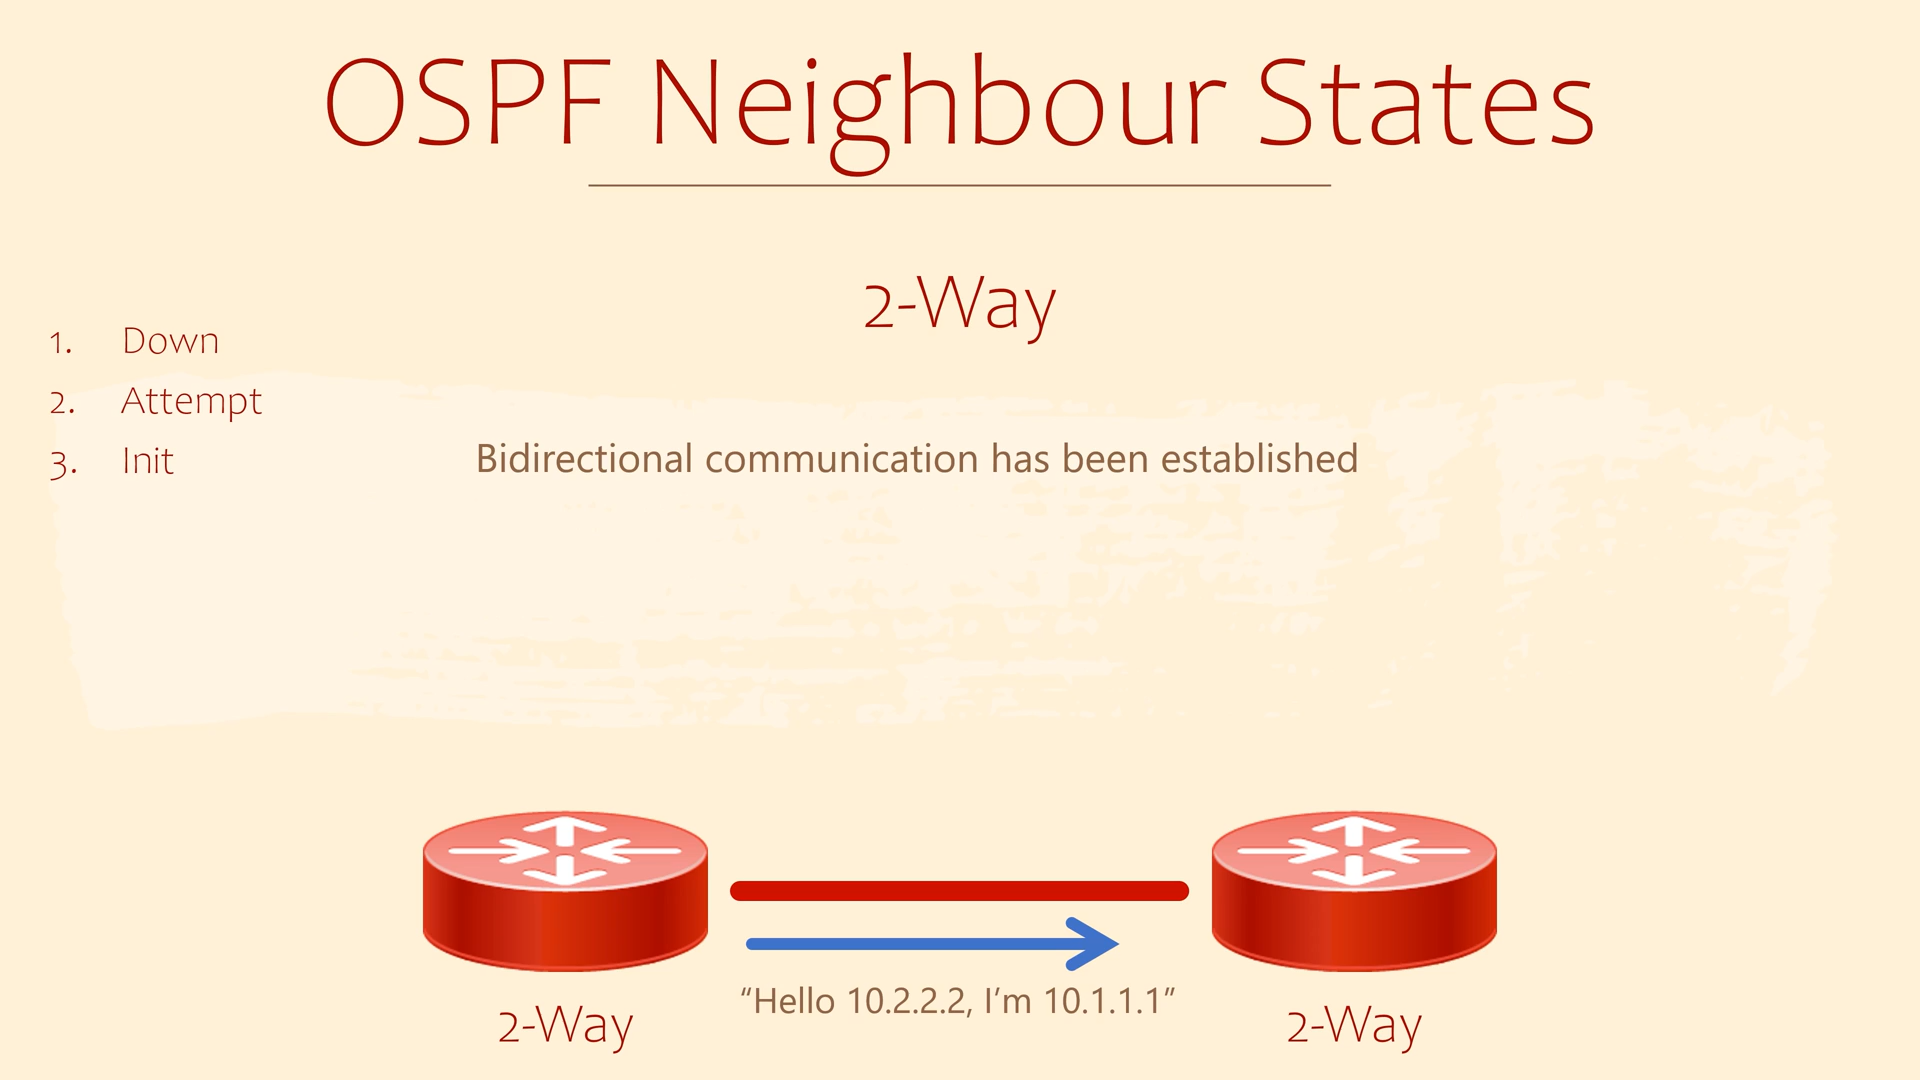 OSPF Neighbour States
2-Way
1. Down
2. Attempt
3. Init
Bidirectional communication has been established
“Hello 10.2.2.2, I’m 10.1.1.1”
2-Way
2-Way